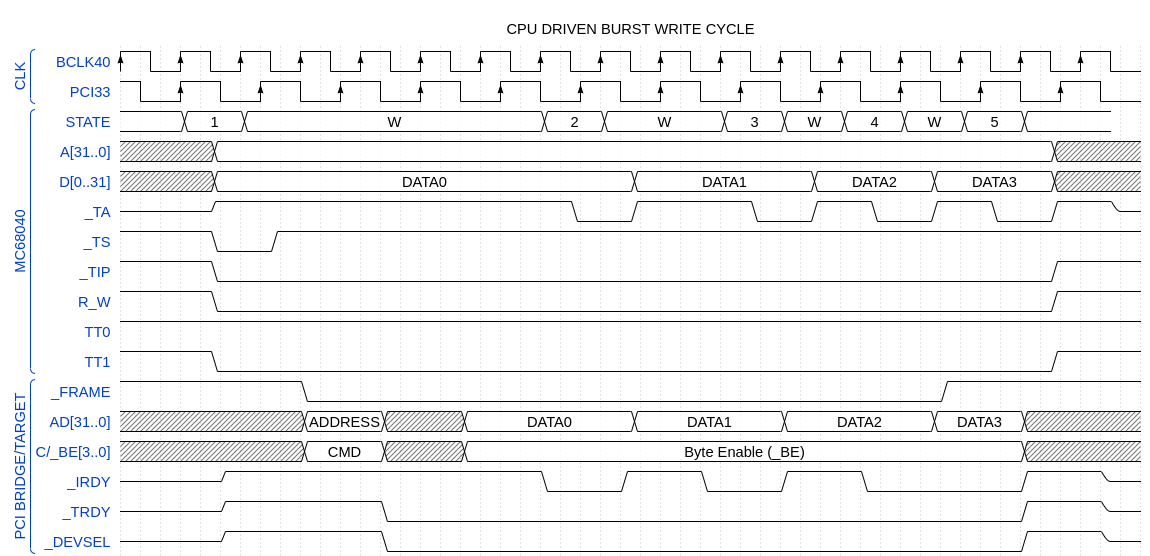 CPU DRIVEN BURST WRITE CYCLE
CLK
BCLK40
PCI33
MC68040
STATE 1 W 2 W 3 W 4 W 5
A[31..0]
D[0..31] DATA0 DATA1 DATA2 DATA3
_TA
_TS
_TIP
R_W
TT0
TT1
PCI BRIDGE/TARGET
_FRAME
AD[31..0] ADDRESS DATA0 DATA1 DATA2 DATA3
C/_BE[3..0] CMD Byte Enable (_BE)
_IRDY
_TRDY
_DEVSEL